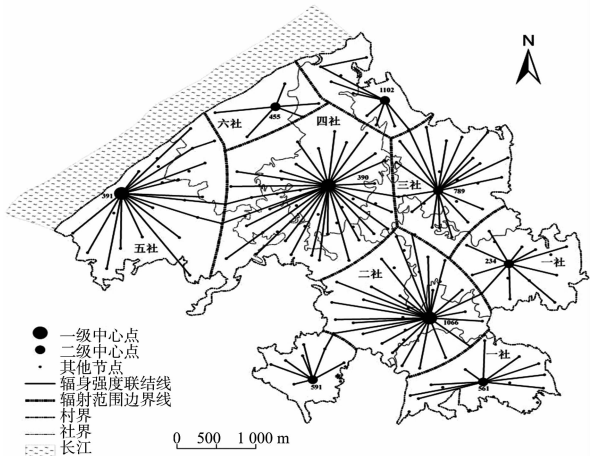 N
1102
六社
455
四社
391
390
三社
789
五社
二社
234
一社
1066
一社
591
561
一级中心点
二级中心点
其他节点
辐身强度联结线
辐射范围边界线
村界
社界
长江
0 500 1 000 m